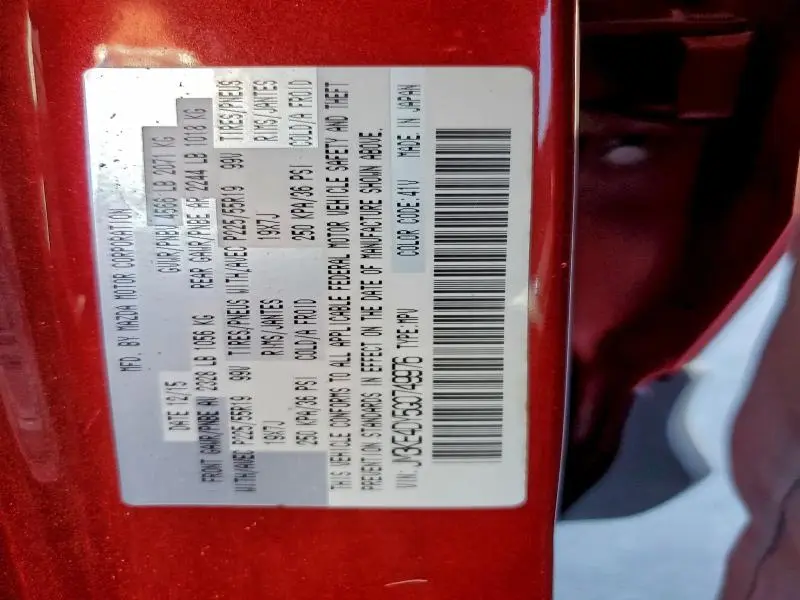 MFD. BY MAZDA MOTOR CORPORATION
DATE 12/15 GVWR/PNBV 4566 LB 2071 KG
FRONT GAWR/PNBE AV 2328 LB 1056 KG REAR GAWR/PNBE AR 2244 LB 1018 KG
WITH/AVEC P225/55R19 99V TIRES/PNEUS WITH/AVEC P225/55R19 99V TIRES/PNEUS
19X7J RIMS/JANTES 19X7J RIMS/JANTES
250 KPA/36 PSI COLD/A FROID 250 KPA/36 PSI COLD/A FROID
THIS VEHICLE CONFORMS TO ALL APPLICABLE FEDERAL MOTOR VEHICLE SAFETY AND THEFT
PREVENTION STANDARDS IN EFFECT ON THE DATE OF MANUFACTURE SHOWN ABOVE.
VIN: JM3KE4DY5G0749976 TYPE:MPV COLOR CODE:41V MADE IN JAPAN